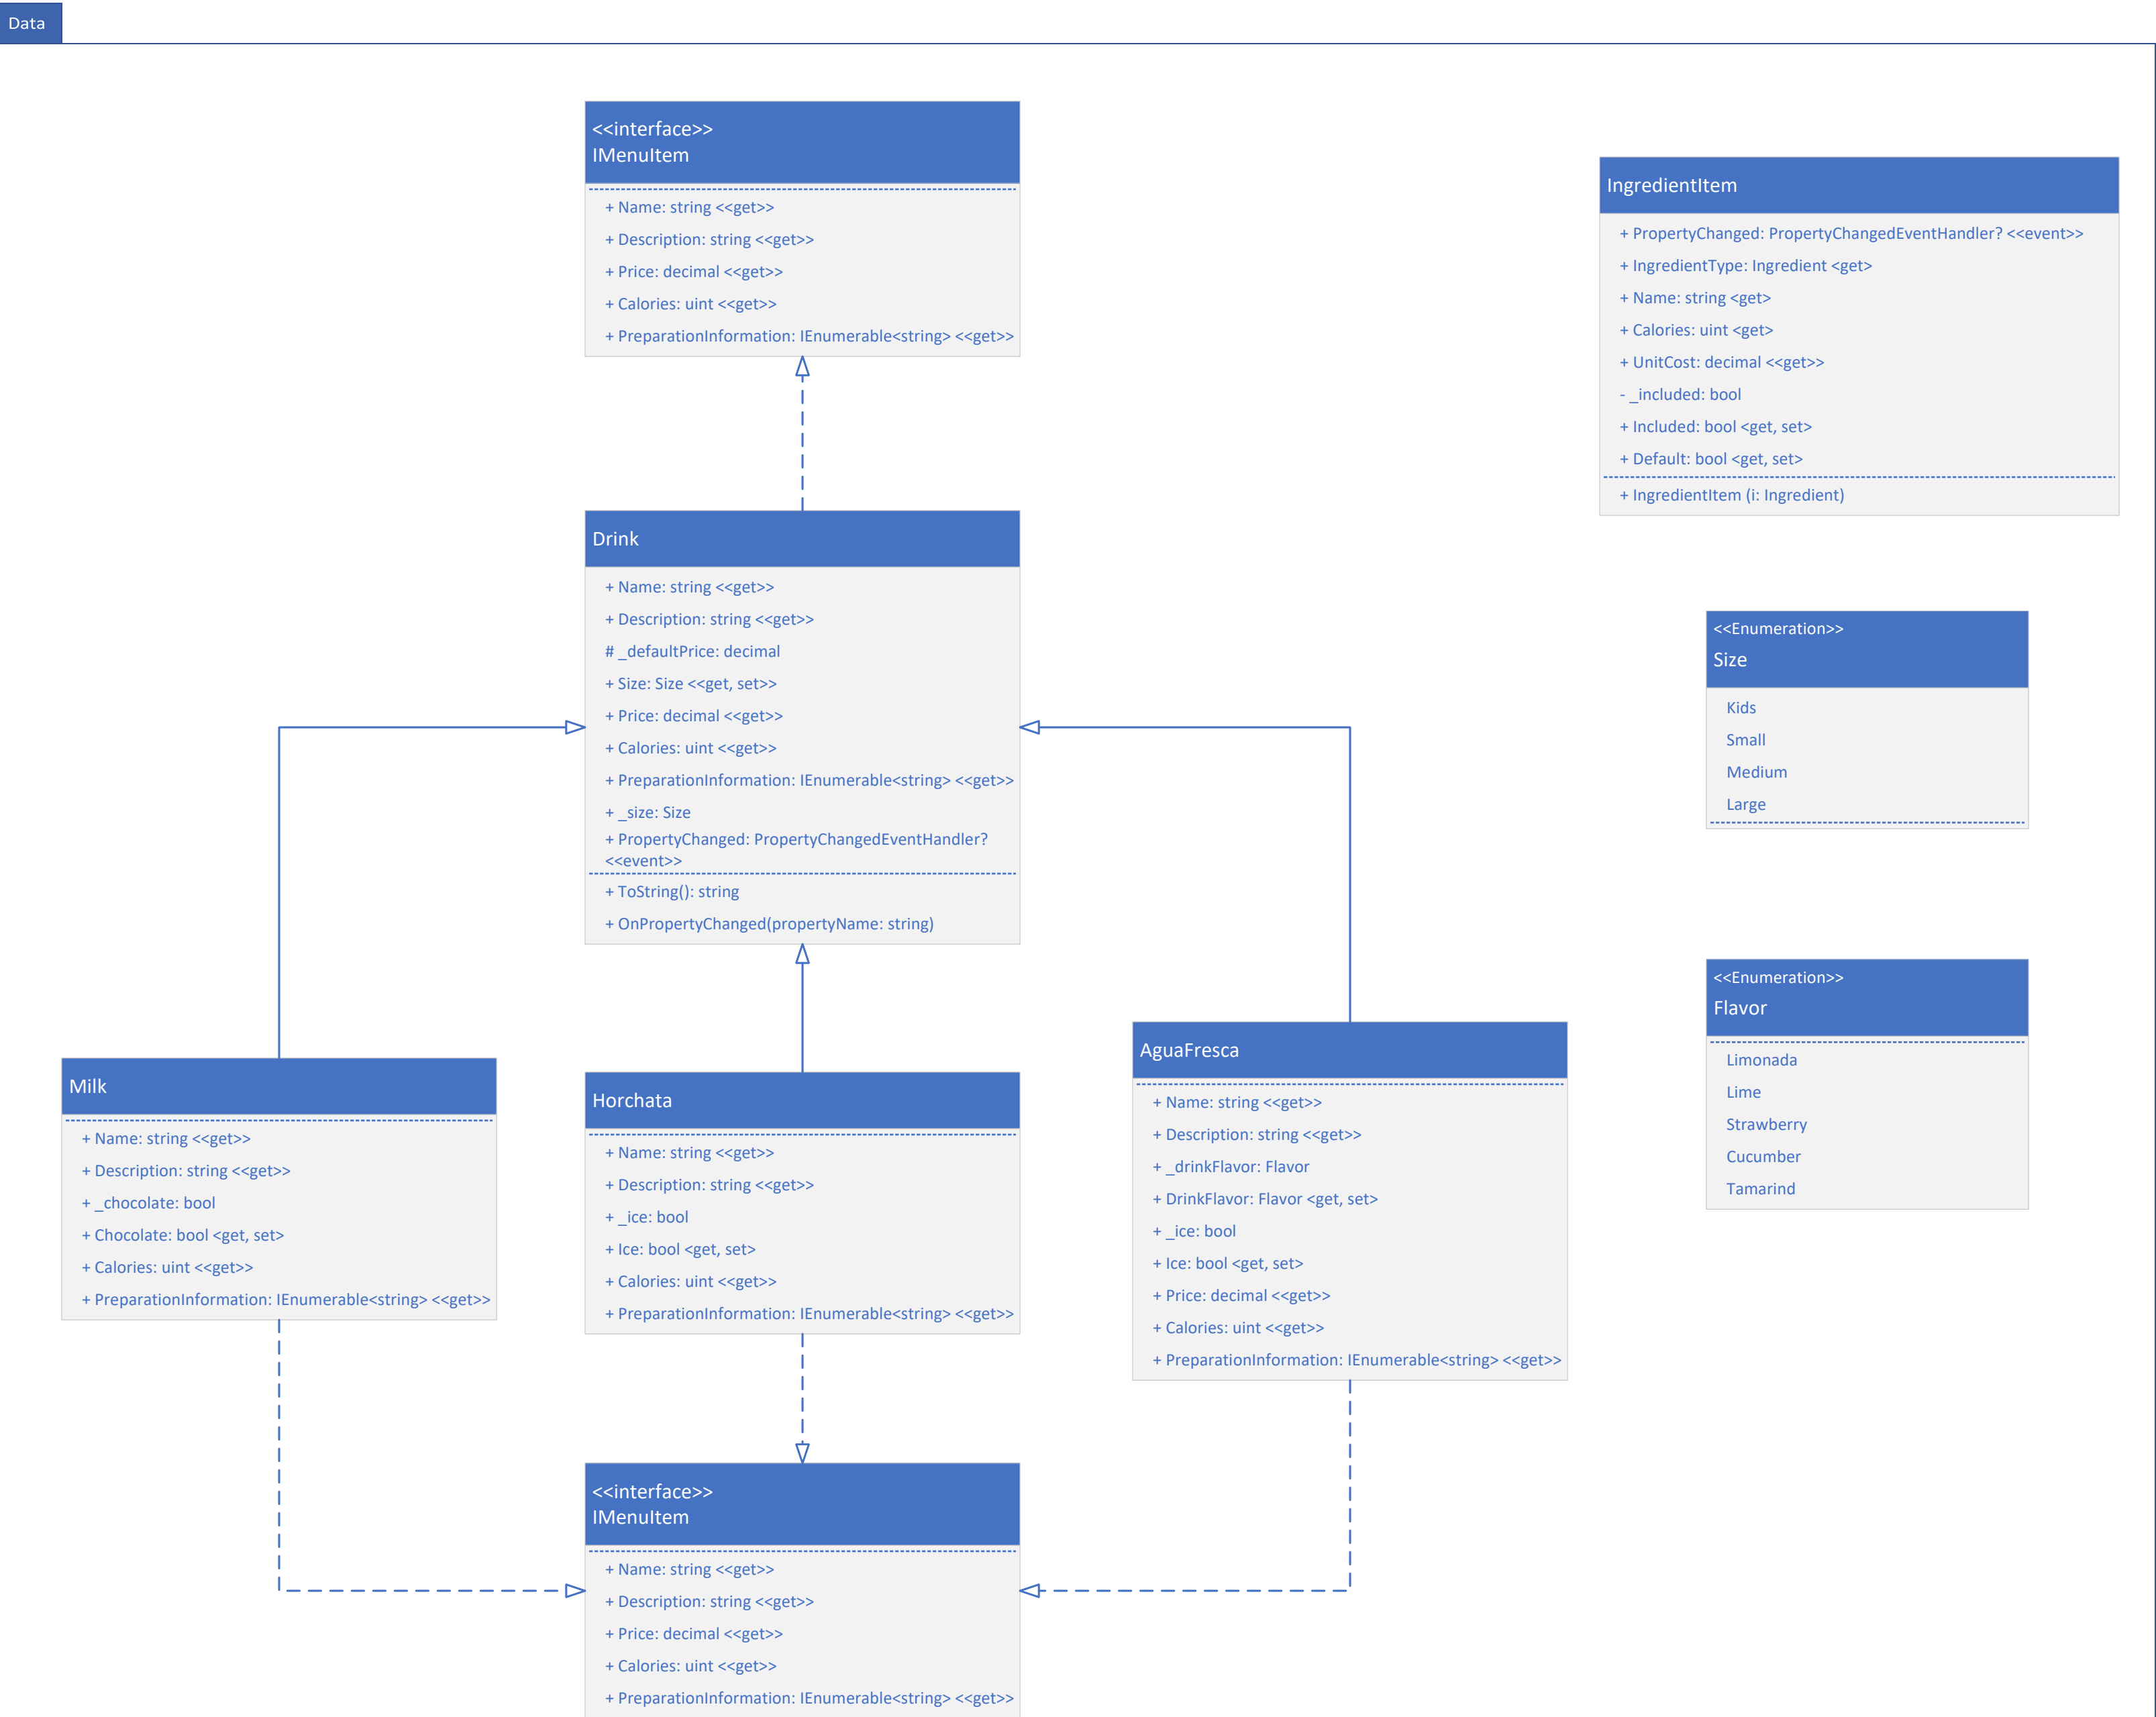 Data
<<interface>>
IMenuItem
+ Name: string <<get>>
+ Description: string <<get>>
+ Price: decimal <<get>>
+ Calories: uint <<get>>
+ PreparationInformation: IEnumerable<string> <<get>>
IngredientItem
+ PropertyChanged: PropertyChangedEventHandler? <<event>>
+ IngredientType: Ingredient <get>
+ Name: string <get>
+ Calories: uint <get>
+ UnitCost: decimal <<get>>
- _included: bool
+ Included: bool <get, set>
+ Default: bool <get, set>
+ IngredientItem (i: Ingredient)
Drink
+ Name: string <<get>>
+ Description: string <<get>>
# _defaultPrice: decimal
+ Size: Size <<get, set>>
+ Price: decimal <<get>>
+ Calories: uint <<get>>
+ PreparationInformation: IEnumerable<string> <<get>>
+ _size: Size
+ PropertyChanged: PropertyChangedEventHandler?
<<event>>
+ ToString(): string
+ OnPropertyChanged(propertyName: string)
<<Enumeration>>
Size
Kids
Small
Medium
Large
<<Enumeration>>
Flavor
Limonada
Lime
Strawberry
Cucumber
Tamarind
Milk
+ Name: string <<get>>
+ Description: string <<get>>
+ _chocolate: bool
+ Chocolate: bool <get, set>
+ Calories: uint <<get>>
+ PreparationInformation: IEnumerable<string> <<get>>
Horchata
+ Name: string <<get>>
+ Description: string <<get>>
+ _ice: bool
+ Ice: bool <get, set>
+ Calories: uint <<get>>
+ PreparationInformation: IEnumerable<string> <<get>>
AguaFresca
+ Name: string <<get>>
+ Description: string <<get>>
+ _drinkFlavor: Flavor
+ DrinkFlavor: Flavor <get, set>
+ _ice: bool
+ Ice: bool <get, set>
+ Price: decimal <<get>>
+ Calories: uint <<get>>
+ PreparationInformation: IEnumerable<string> <<get>>
<<interface>>
IMenuItem
+ Name: string <<get>>
+ Description: string <<get>>
+ Price: decimal <<get>>
+ Calories: uint <<get>>
+ PreparationInformation: IEnumerable<string> <<get>>